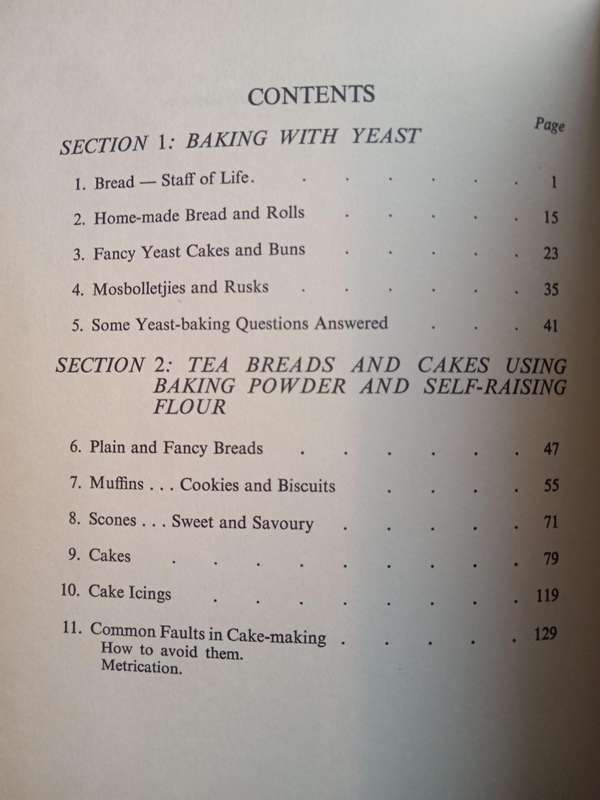 CONTENTS
Page
SECTION 1: BAKING WITH YEAST
1. Bread — Staff of Life. . . . . . . 1
2. Home-made Bread and Rolls . . . . . 15
3. Fancy Yeast Cakes and Buns . . . . . 23
4. Mosbolletjies and Rusks . . . . . . 35
5. Some Yeast-baking Questions Answered . . . 41
SECTION 2: TEA BREADS AND CAKES USING
BAKING POWDER AND SELF-RAISING
FLOUR
6. Plain and Fancy Breads . . . . . . 47
7. Muffins . . . Cookies and Biscuits . . . . 55
8. Scones . . . Sweet and Savoury . . . . . 71
9. Cakes . . . . . . . . . 79
10. Cake Icings . . . . . . . . 119
11. Common Faults in Cake-making . . . . . 129
How to avoid them.
Metrication.